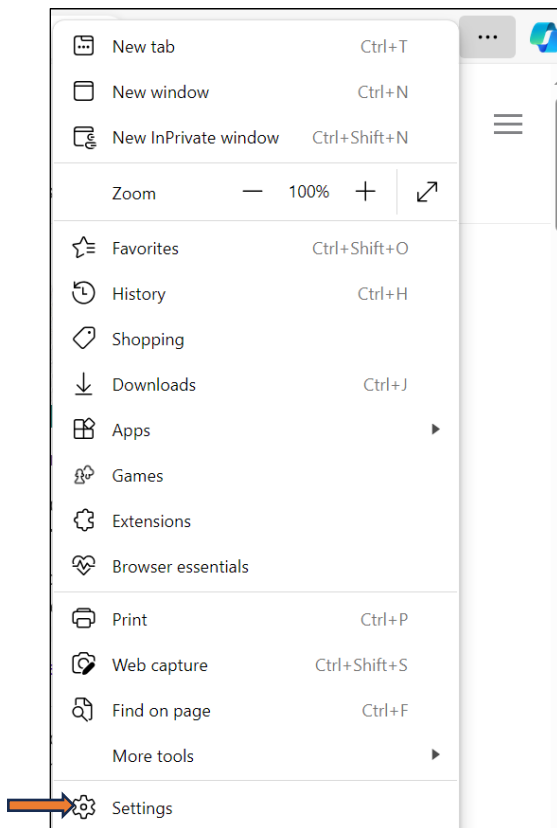 New tab Ctrl+T
New window Ctrl+N
New InPrivate window Ctrl+Shift+N
Zoom — 100% +
Favorites Ctrl+Shift+O
History Ctrl+H
Shopping
Downloads Ctrl+J
Apps
Games
Extensions
Browser essentials
Print Ctrl+P
Web capture Ctrl+Shift+S
Find on page Ctrl+F
More tools
Settings